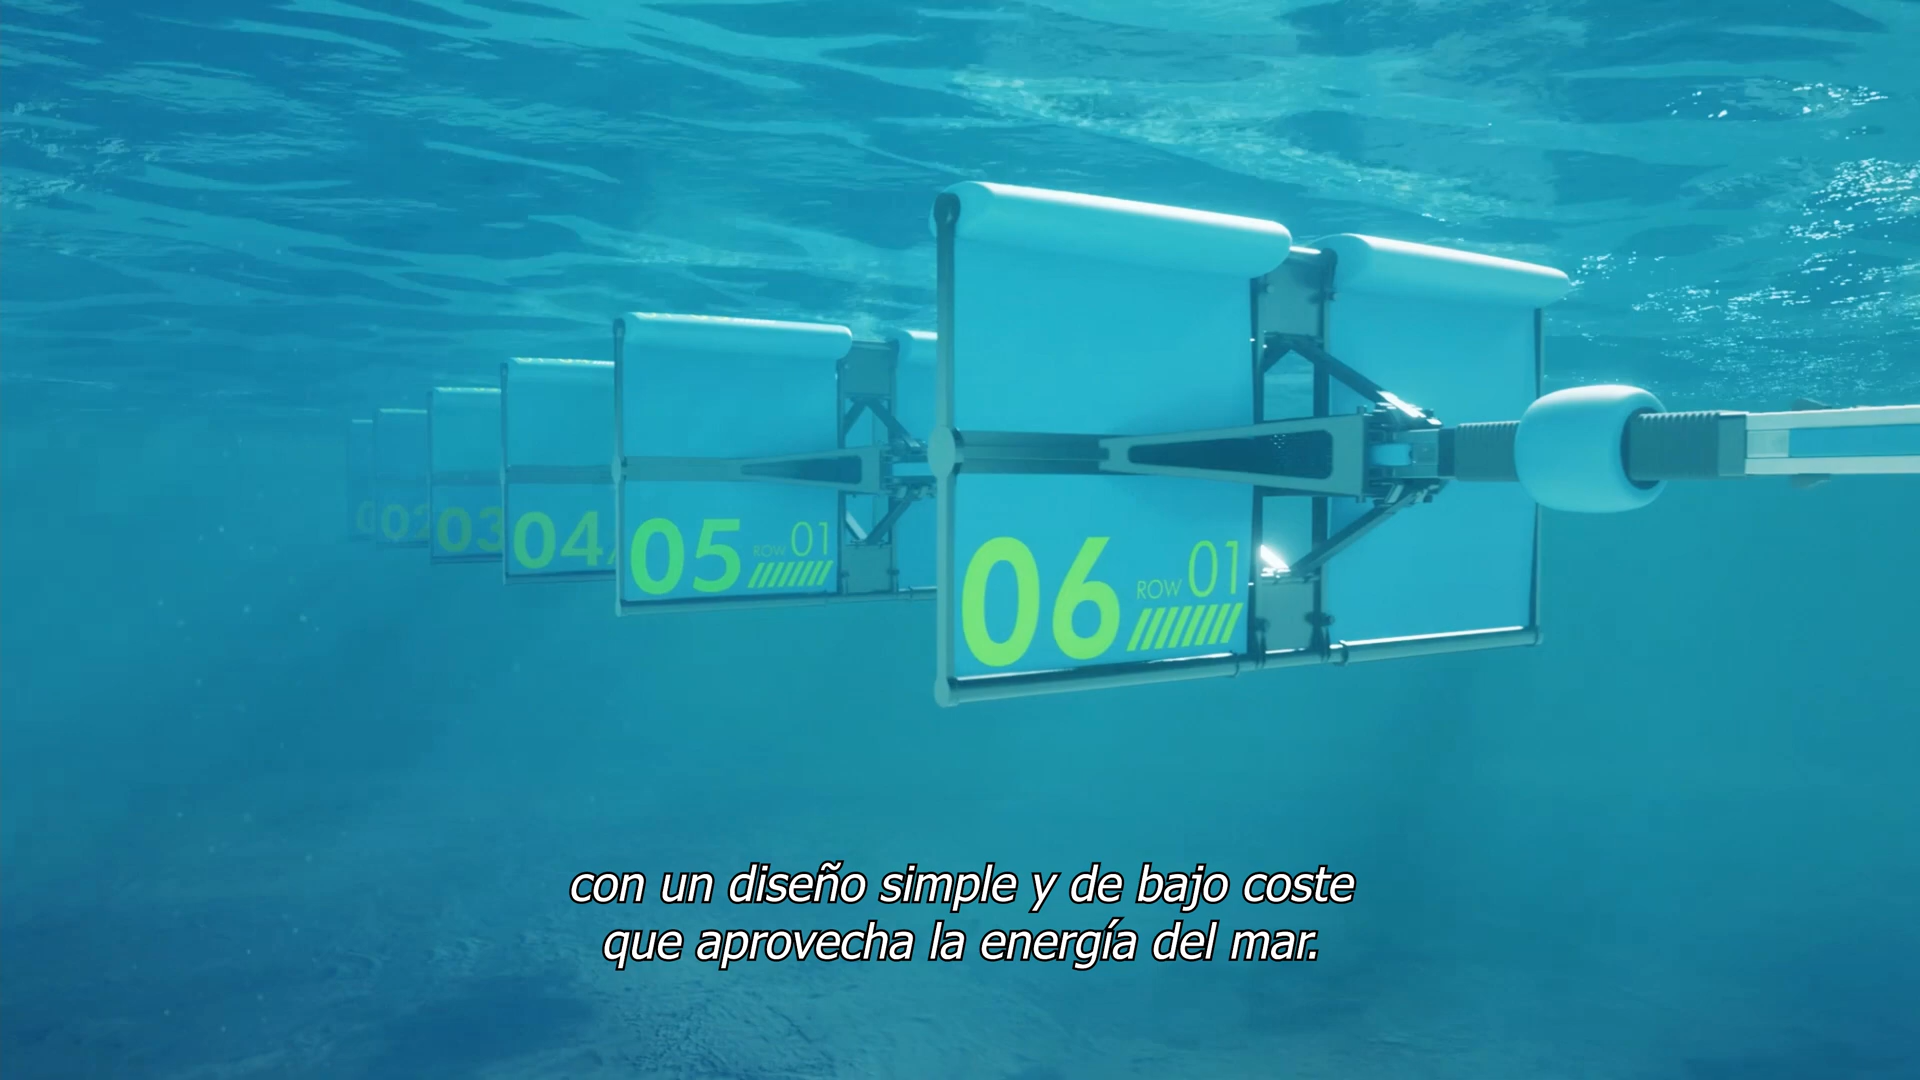 02
03
04
05 ROW 01
06 ROW 01
con un diseño simple y de bajo coste
que aprovecha la energía del mar.